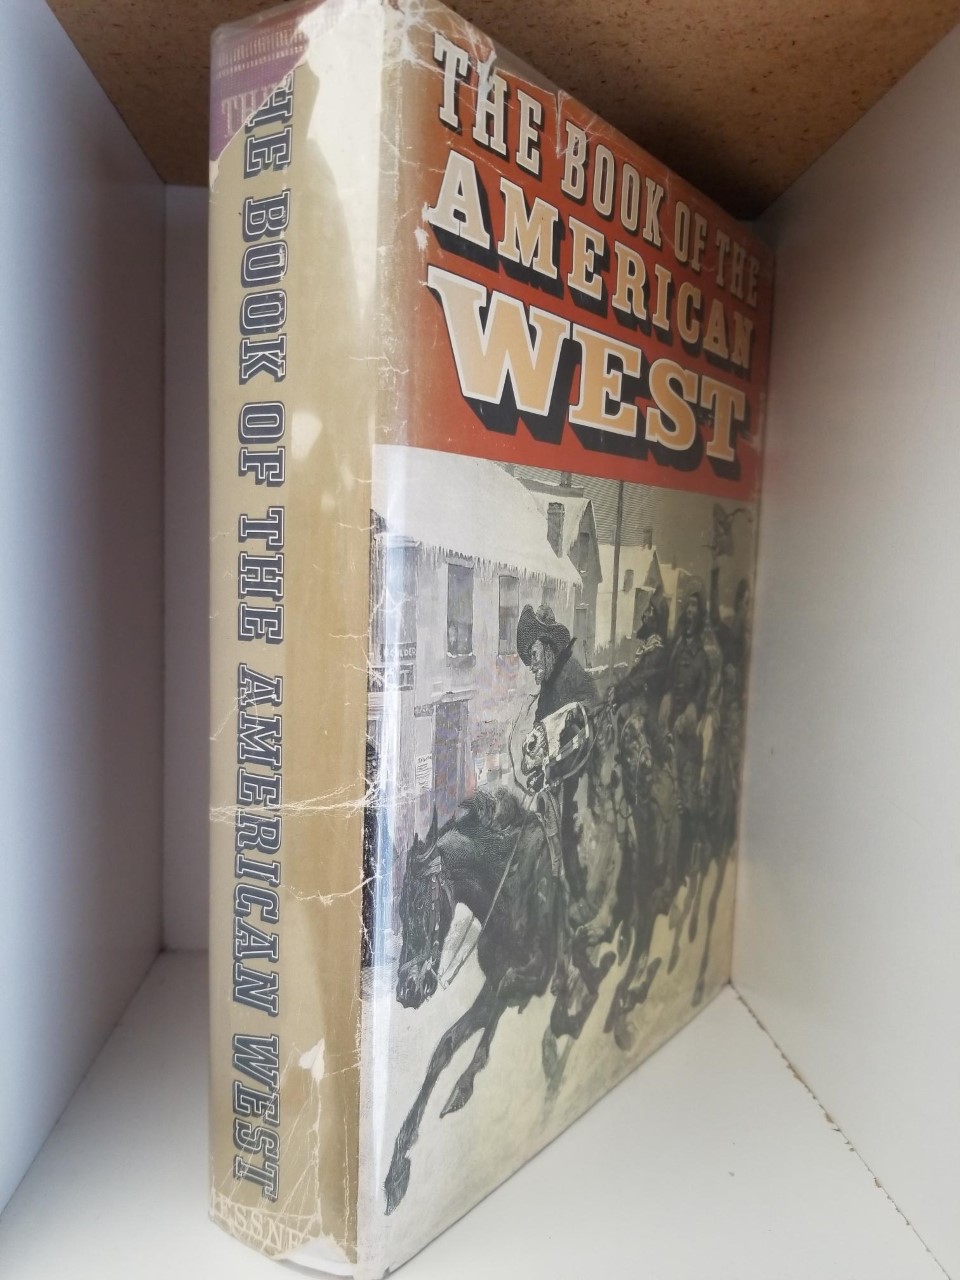 THE BOOK OF THE
AMERICAN
WEST
THE BOOK OF THE AMERICAN WEST